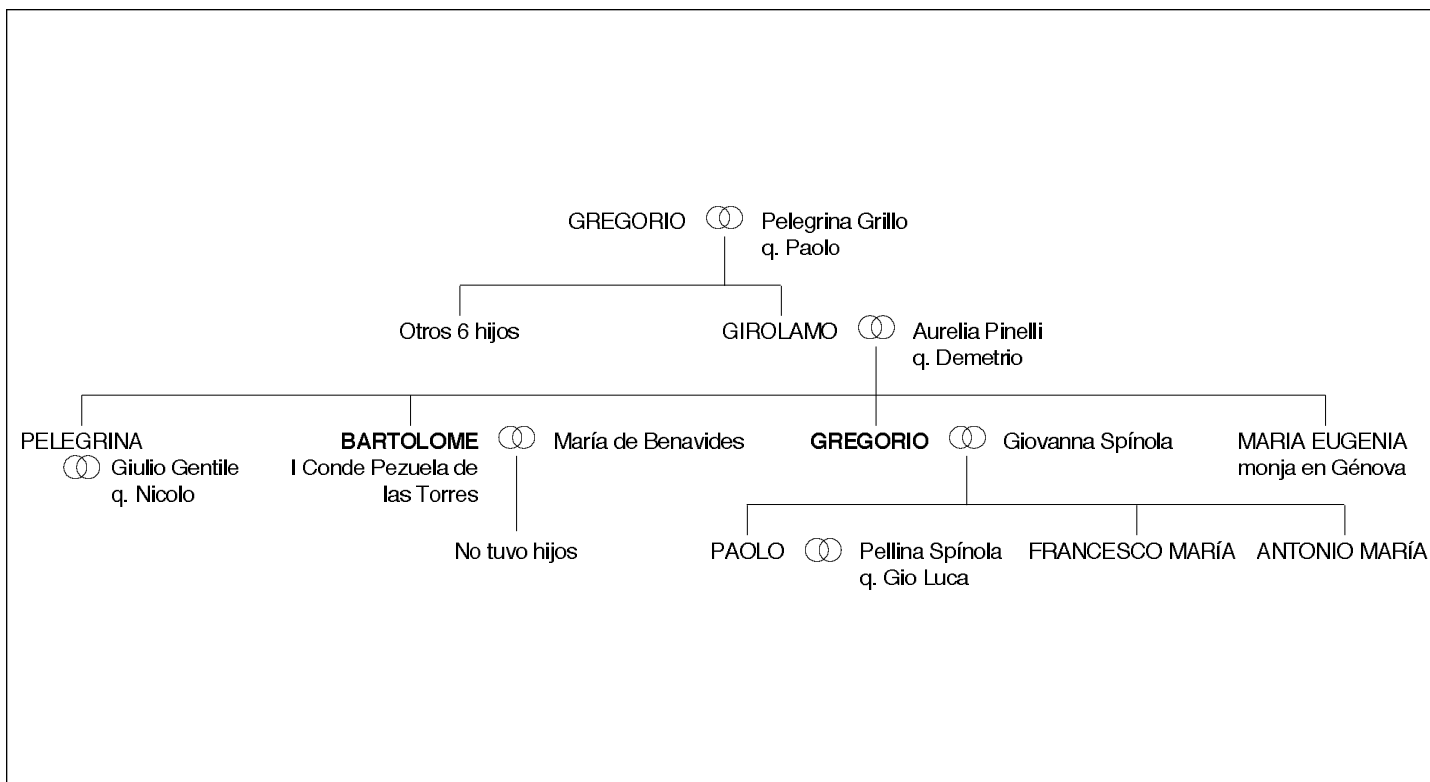 GREGORIO Pelegrina Grillo
q. Paolo
Otros 6 hijos GIROLAMO Aurelia Pinelli
q. Demetrio
PELEGRINA BARTOLOME María de Benavides GREGORIO Giovanna Spínola MARIA EUGENIA
Giulio Gentile I Conde Pezuela de monja en Génova
q. Nicolo las Torres
No tuvo hijos PAOLO Pellina Spínola FRANCESCO MARÍA ANTONIO MARÍA
q. Gio Luca